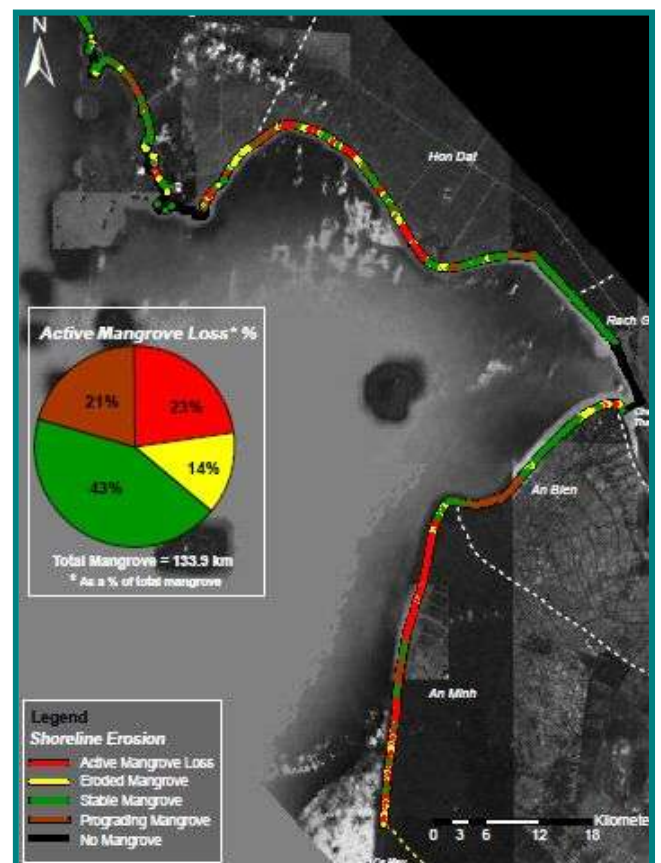 N
Hon Dat
Rach G
An Bien
An Minh
Active Mangrove Loss* %
21%
23%
14%
43%
Total Mangrove = 133.9 km
* As a % of total mangrove
Legend
Shoreline Erosion
Active Mangrove Loss
Eroded Mangrove
Stable Mangrove
Prograding Mangrove
No Mangrove
Kilomete
0 3 6 12 18